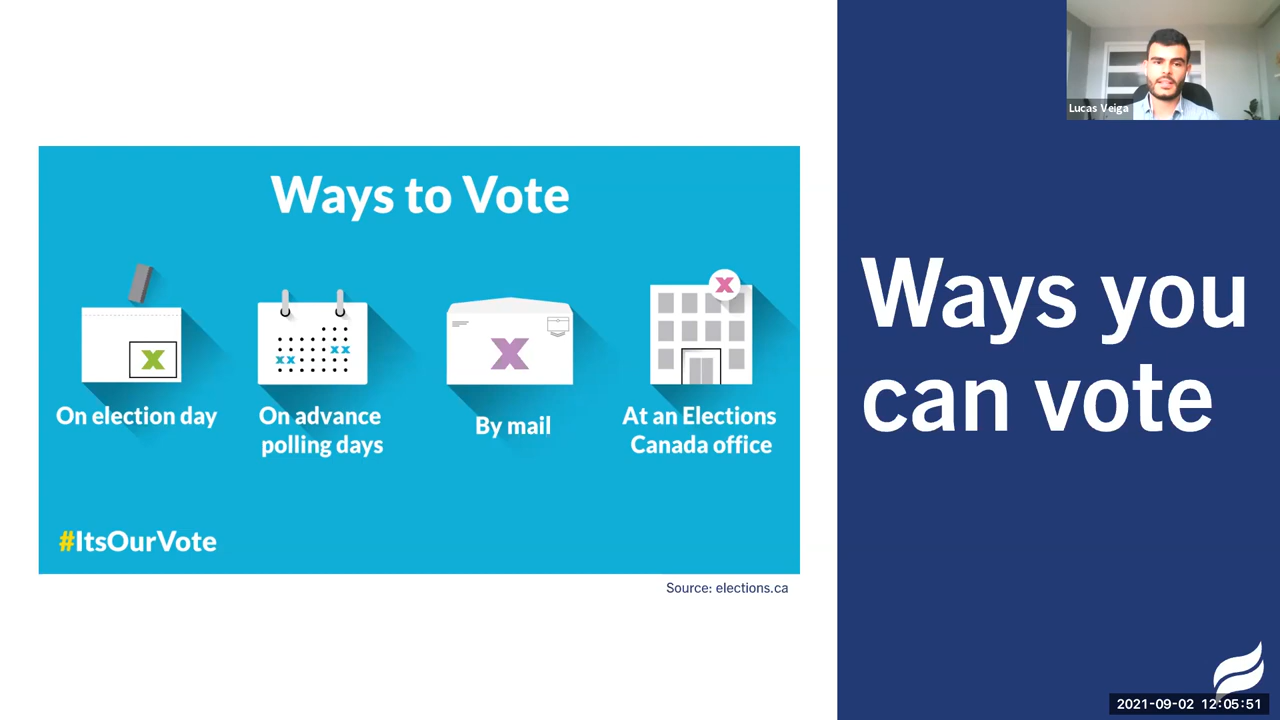 Ways to Vote
On election day
On advance
polling days
By mail
At an Elections
Canada office
#ItsOurVote
Source: elections.ca
Lucas Veiga
Ways you
can vote
2021-09-02 12:05:51